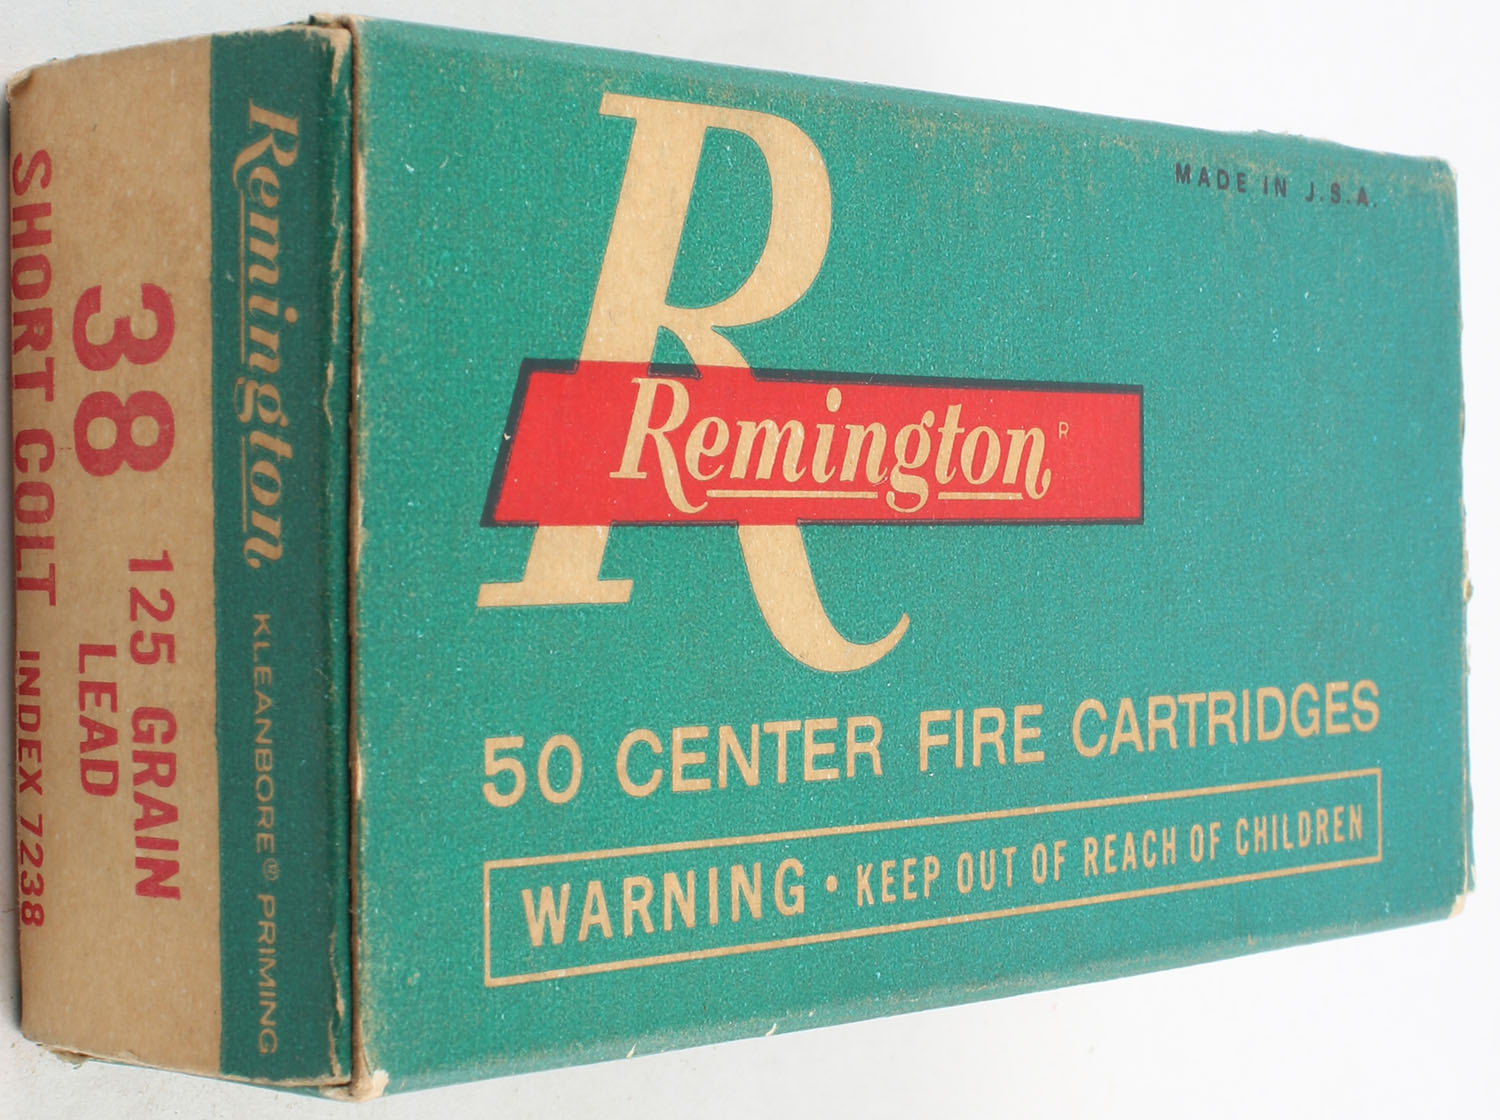 MADE IN U.S.A.
R
Remington®
50 CENTER FIRE CARTRIDGES
WARNING • KEEP OUT OF REACH OF CHILDREN
Remington KLEANBORE® PRIMING
38 125 GRAIN
LEAD
SHORT COLT INDEX 7238